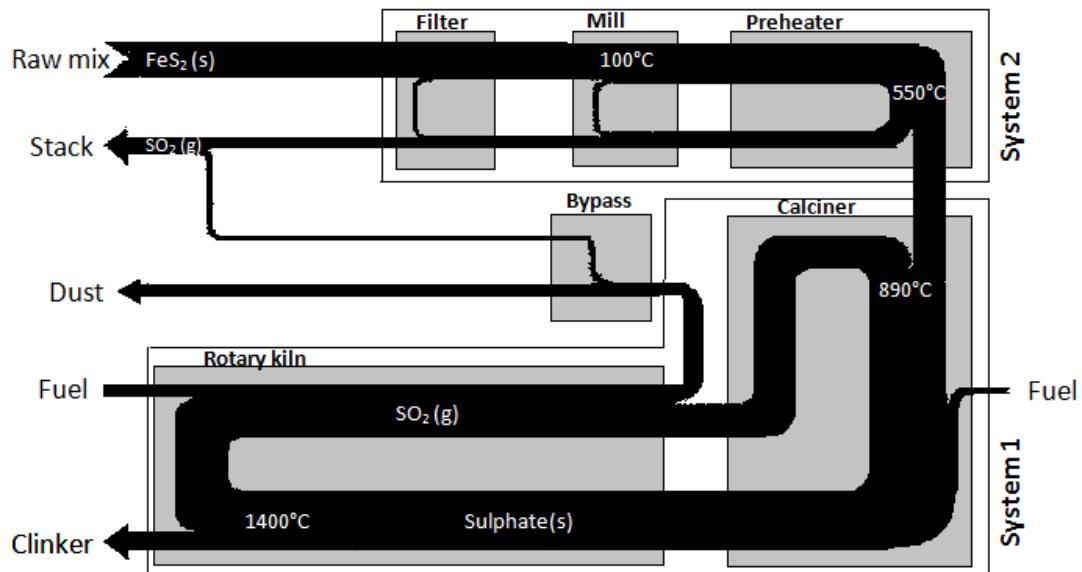 Filter
Mill
Preheater
Raw mix
FeS₂ (s)
100°C
550°C
System 2
Stack
SO₂ (g)
Bypass
Calciner
Dust
890°C
Rotary kiln
Fuel
Fuel
SO₂ (g)
System 1
1400°C
Sulphate(s)
Clinker